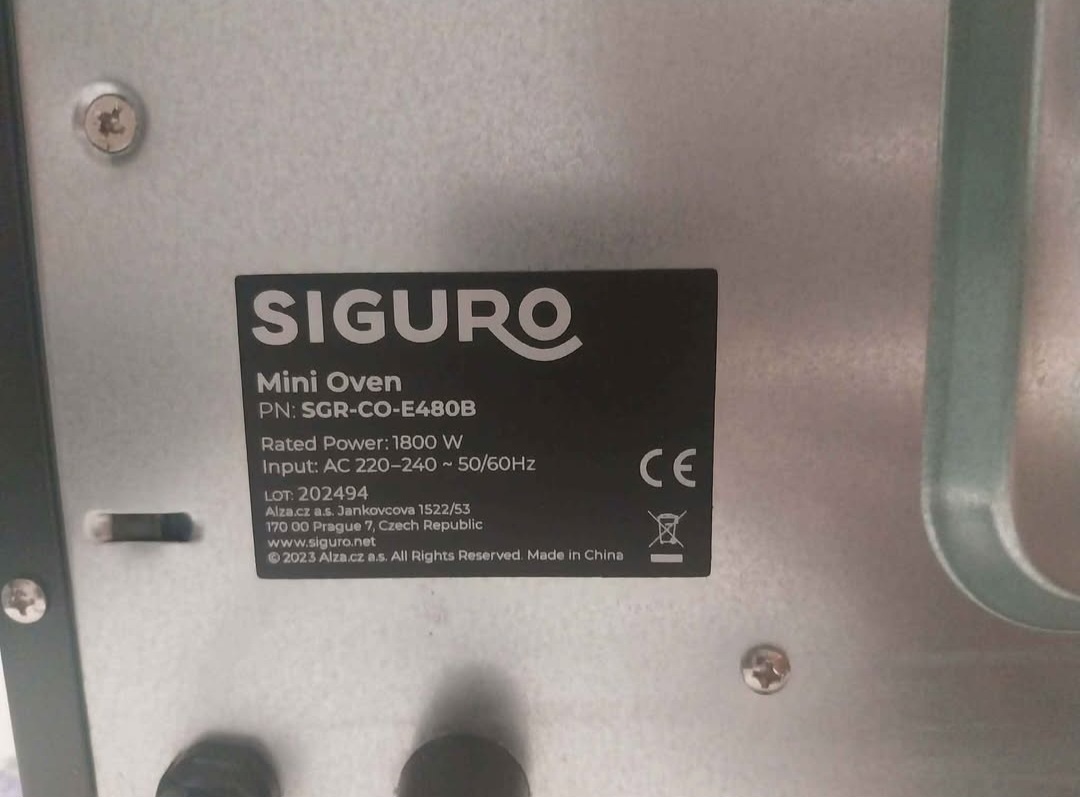 SIGURO
Mini Oven
PN: SGR-CO-E480B
Rated Power: 1800 W
Input: AC 220–240 ~ 50/60Hz
LOT: 202494
Alza.cz a.s. Jankovcova 1522/53
170 00 Prague 7, Czech Republic
www.siguro.net
© 2023 Alza.cz a.s. All Rights Reserved. Made in China
CE